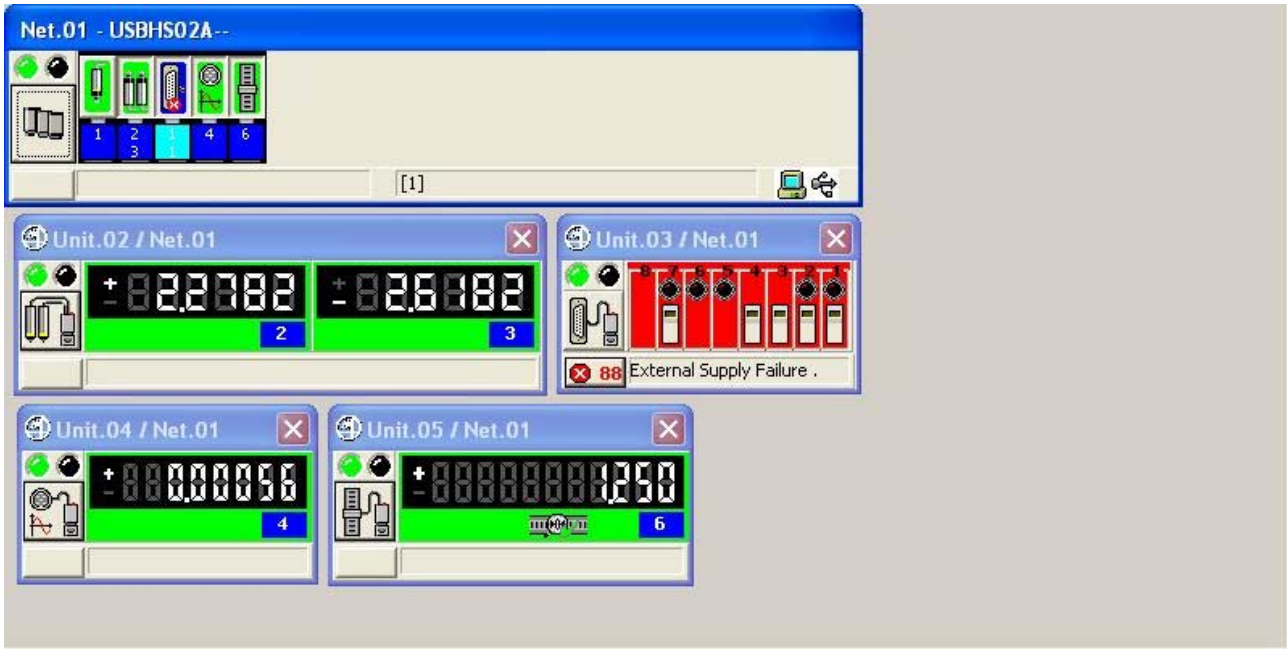 Net.01 - USBHS02A--
1 2 1 4 6
3 1
[1]
Unit.02 / Net.01
Unit.03 / Net.01
+ 2.2782
8 7 6 5 4 3 2 1
2
3
88 External Supply Failure .
Unit.04 / Net.01
Unit.05 / Net.01
+ 0.00056
+ 1.250
4
6